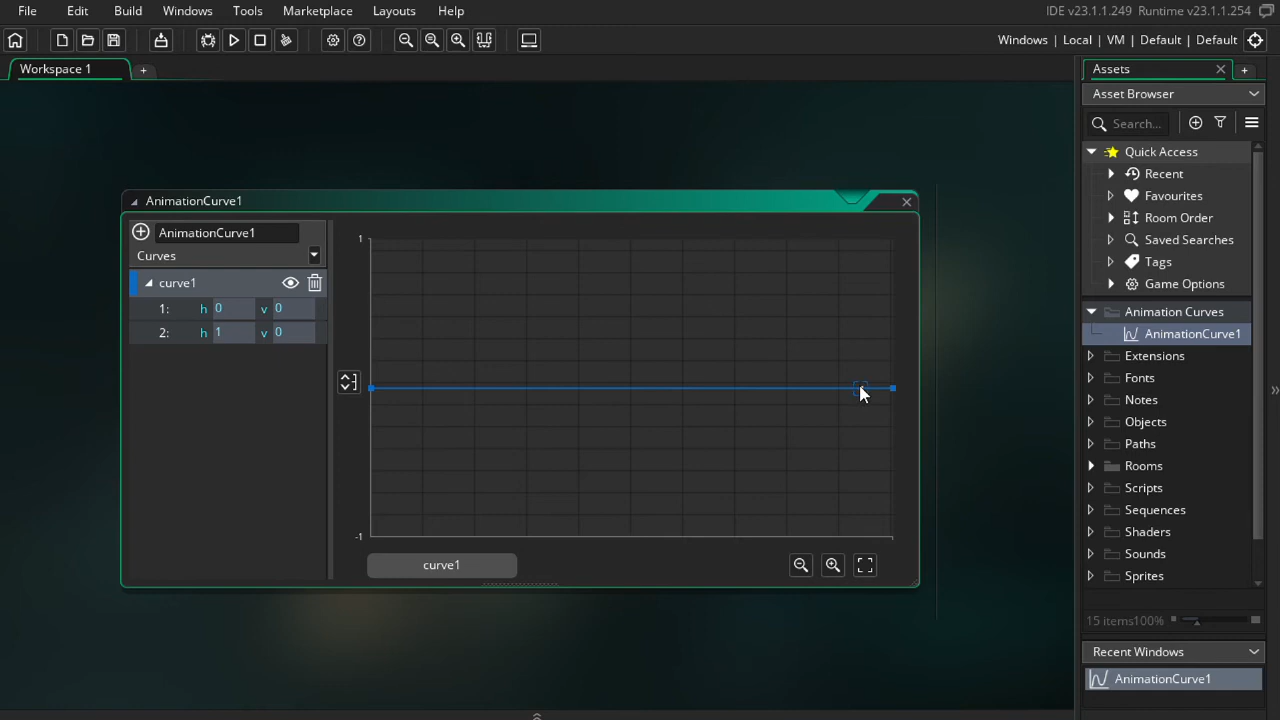 File Edit Build Windows Tools Marketplace Layouts Help IDE v23.1.1.249 Runtime v23.1.1.254
Windows | Local | VM | Default | Default
Workspace 1 +
Assets
Asset Browser
Search...
Quick Access
Recent
Favourites
Room Order
Saved Searches
Tags
Game Options
Animation Curves
AnimationCurve1
Extensions
Fonts
Notes
Objects
Paths
Rooms
Scripts
Sequences
Shaders
Sounds
Sprites
15 items 100%
Recent Windows
AnimationCurve1
AnimationCurve1
AnimationCurve1
Curves
curve1
1: h 0 v 0
2: h 1 v 0
1
-1
curve1